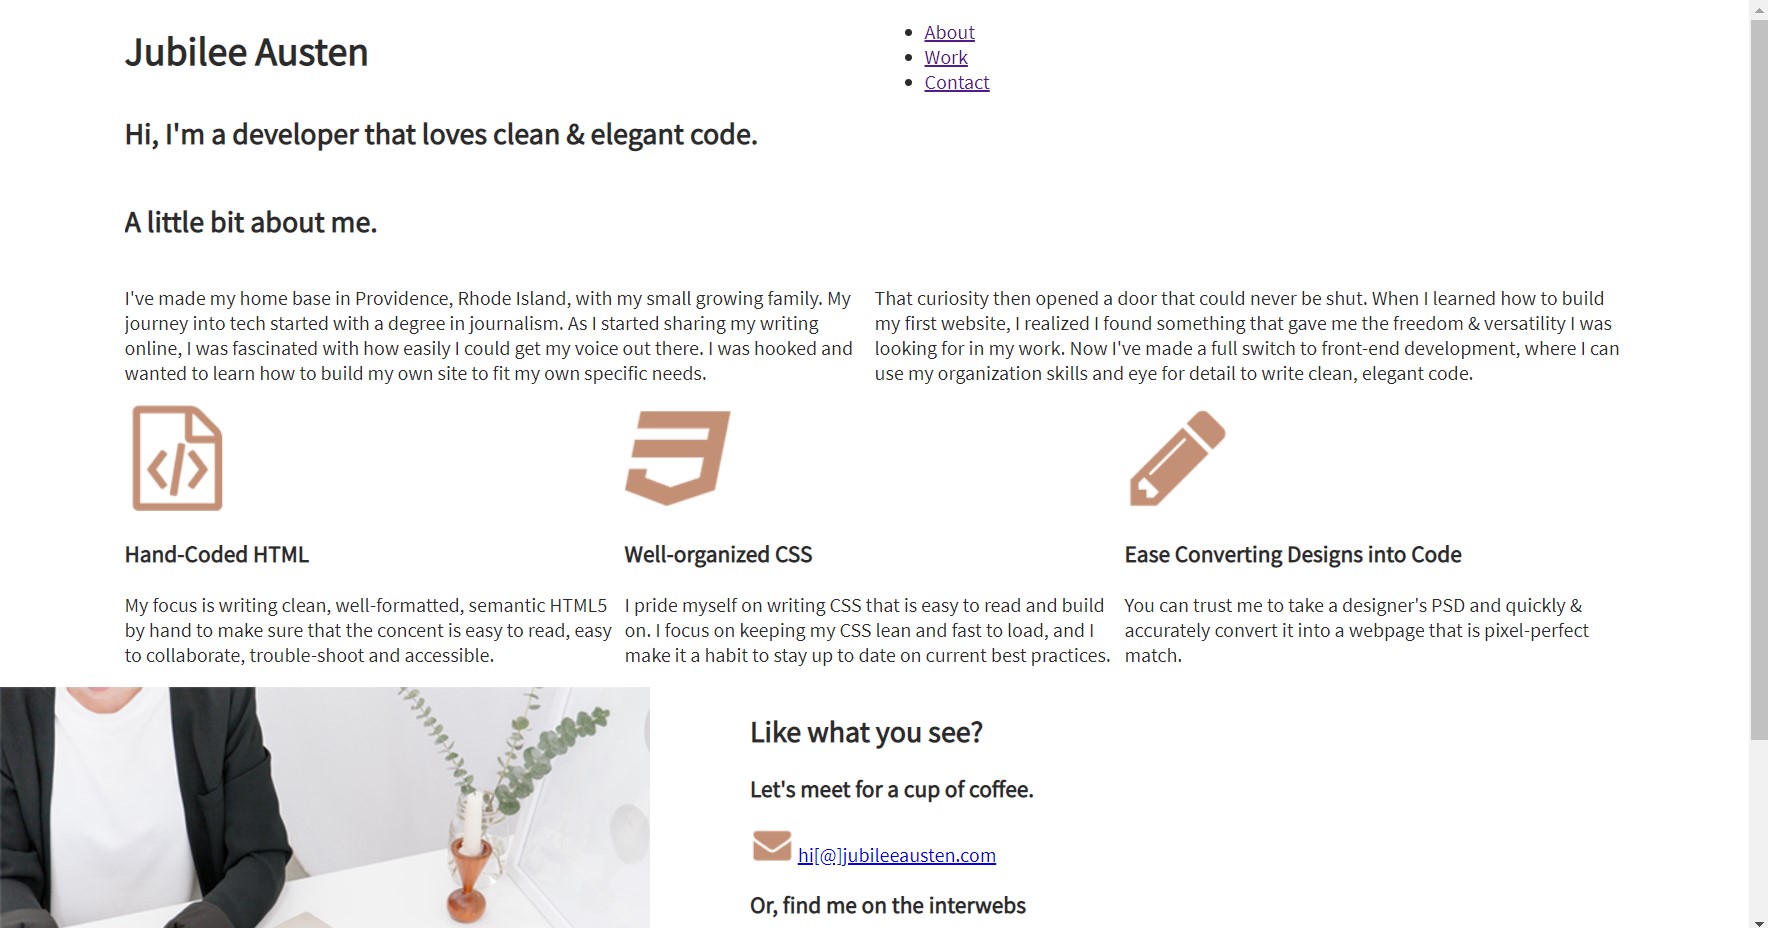 Jubilee Austen
About
Work
Contact
Hi, I'm a developer that loves clean & elegant code.
A little bit about me.
I've made my home base in Providence, Rhode Island, with my small growing family. My
journey into tech started with a degree in journalism. As I started sharing my writing
online, I was fascinated with how easily I could get my voice out there. I was hooked and
wanted to learn how to build my own site to fit my own specific needs.
That curiosity then opened a door that could never be shut. When I learned how to build
my first website, I realized I found something that gave me the freedom & versatility I was
looking for in my work. Now I've made a full switch to front-end development, where I can
use my organization skills and eye for detail to write clean, elegant code.
Hand-Coded HTML
My focus is writing clean, well-formatted, semantic HTML5
by hand to make sure that the concent is easy to read, easy
to collaborate, trouble-shoot and accessible.
Well-organized CSS
I pride myself on writing CSS that is easy to read and build
on. I focus on keeping my CSS lean and fast to load, and I
make it a habit to stay up to date on current best practices.
Ease Converting Designs into Code
You can trust me to take a designer's PSD and quickly &
accurately convert it into a webpage that is pixel-perfect
match.
Like what you see?
Let's meet for a cup of coffee.
hi[@]jubileeausten.com
Or, find me on the interwebs